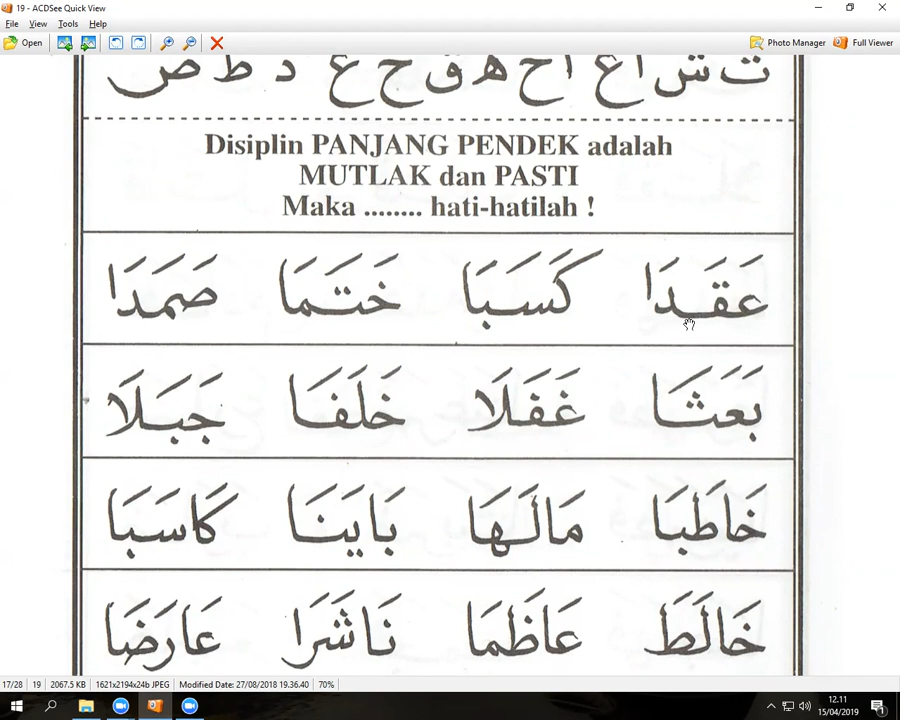 19 - ACDSee Quick View
File View Tools Help
Open Photo Manager Full Viewer
ت ش اع اح ه ق ح ع د ط ص
Disiplin PANJANG PENDEK adalah
MUTLAK dan PASTI
Maka ........ hati-hatilah !
عَقَدَا كَسَبَا خَتَمَا صَمَدَا
بَعَثَا غَفَلَا خَلَفَا جَبَلَا
خَاطَبَا مَالَهَا بَايَنَا كَاسَبَا
خَالَطَ عَاظَمَا نَاشَرَا عَارَضَا
17/28 19 2067.5 KB 1621x2194x24b JPEG Modified Date: 27/08/2018 19.36.40 70%
12.11
15/04/2019